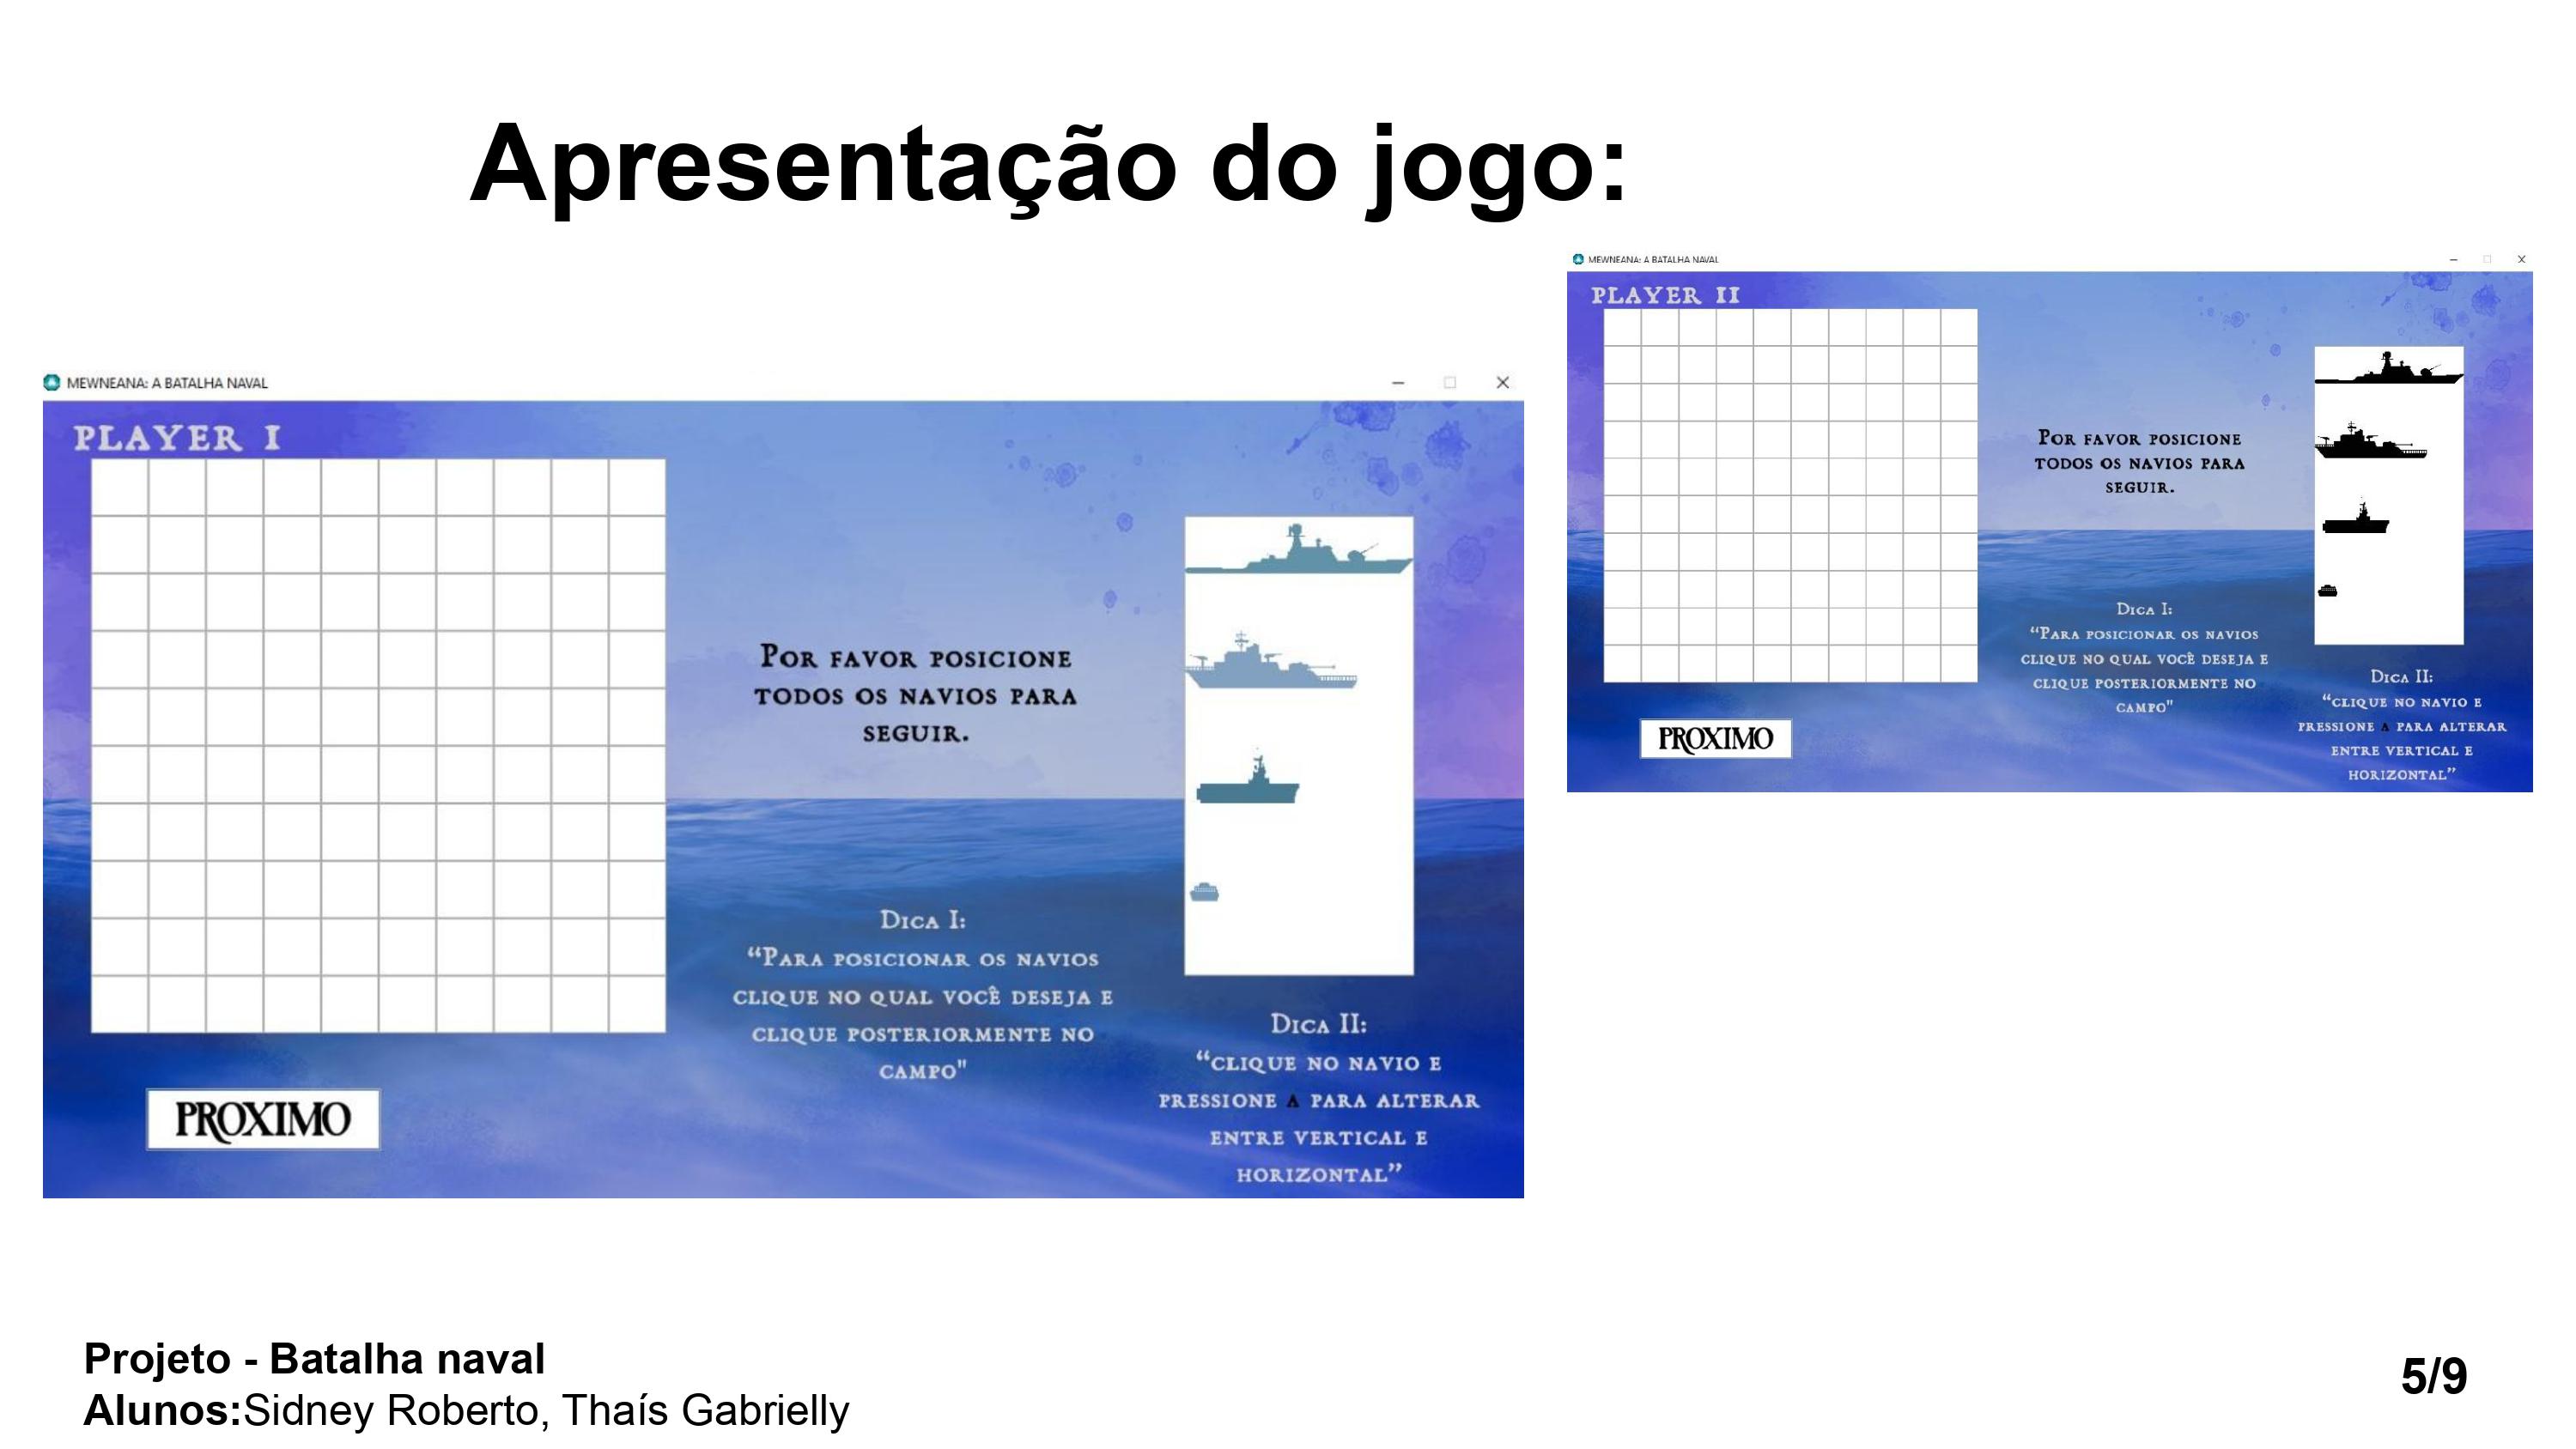 Apresentação do jogo:
MEWNEANA: A BATALHA NAVAL
PLAYER I
POR FAVOR POSICIONE
TODOS OS NAVIOS PARA
SEGUIR.
DICA I:
“PARA POSICIONAR OS NAVIOS
CLIQUE NO QUAL VOCÊ DESEJA E
CLIQUE POSTERIORMENTE NO
CAMPO"
DICA II:
“CLIQUE NO NAVIO E
PRESSIONE A PARA ALTERAR
ENTRE VERTICAL E
HORIZONTAL”
PROXIMO
MEWNEANA: A BATALHA NAVAL
PLAYER II
POR FAVOR POSICIONE
TODOS OS NAVIOS PARA
SEGUIR.
DICA I:
“PARA POSICIONAR OS NAVIOS
CLIQUE NO QUAL VOCÊ DESEJA E
CLIQUE POSTERIORMENTE NO
CAMPO"
DICA II:
“CLIQUE NO NAVIO E
PRESSIONE A PARA ALTERAR
ENTRE VERTICAL E
HORIZONTAL”
PROXIMO
Projeto - Batalha naval
Alunos:Sidney Roberto, Thaís Gabrielly
5/9